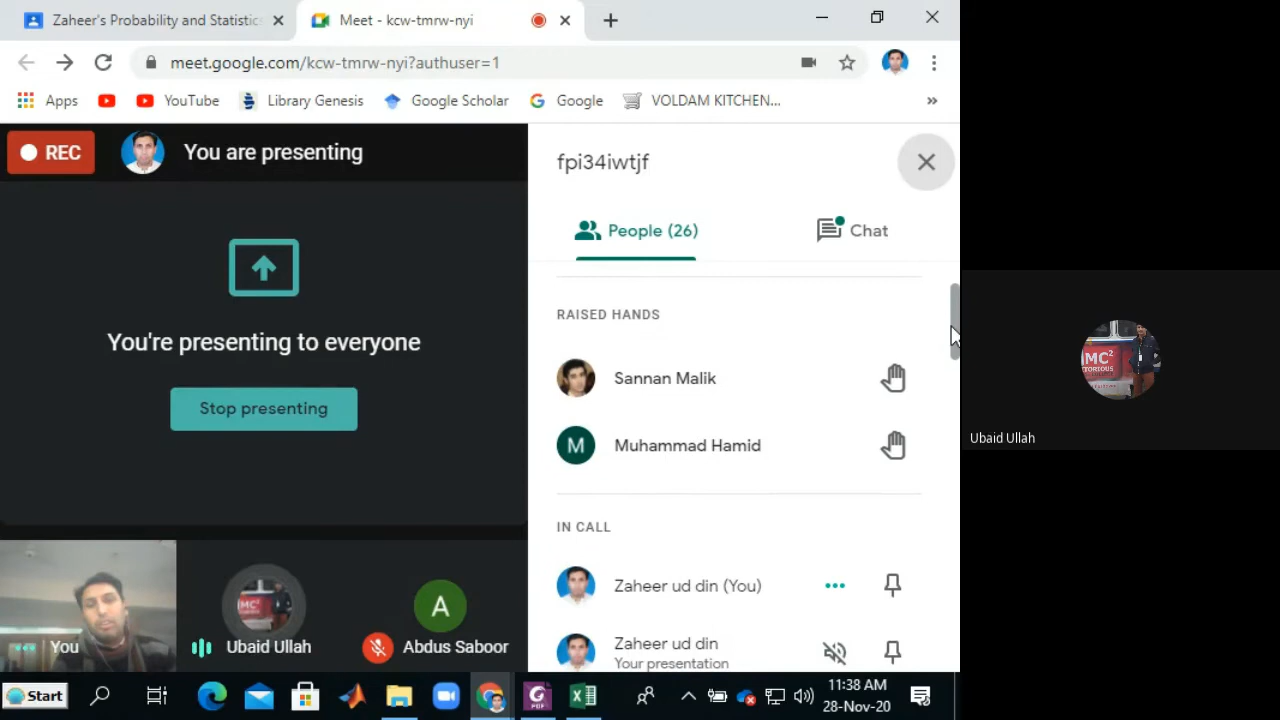 Zaheer's Probability and Statistics
Meet - kcw-tmrw-nyi
meet.google.com/kcw-tmrw-nyi?authuser=1
Apps
YouTube
Library Genesis
Google Scholar
Google
VOLDAM KITCHEN...
REC
You are presenting
You're presenting to everyone
Stop presenting
You
Ubaid Ullah
A
Abdus Saboor
fpi34iwtjf
People (26)
Chat
RAISED HANDS
Sannan Malik
M
Muhammad Hamid
IN CALL
Zaheer ud din (You)
Zaheer ud din
Your presentation
MC²
Ubaid Ullah
Start
11:38 AM
28-Nov-20